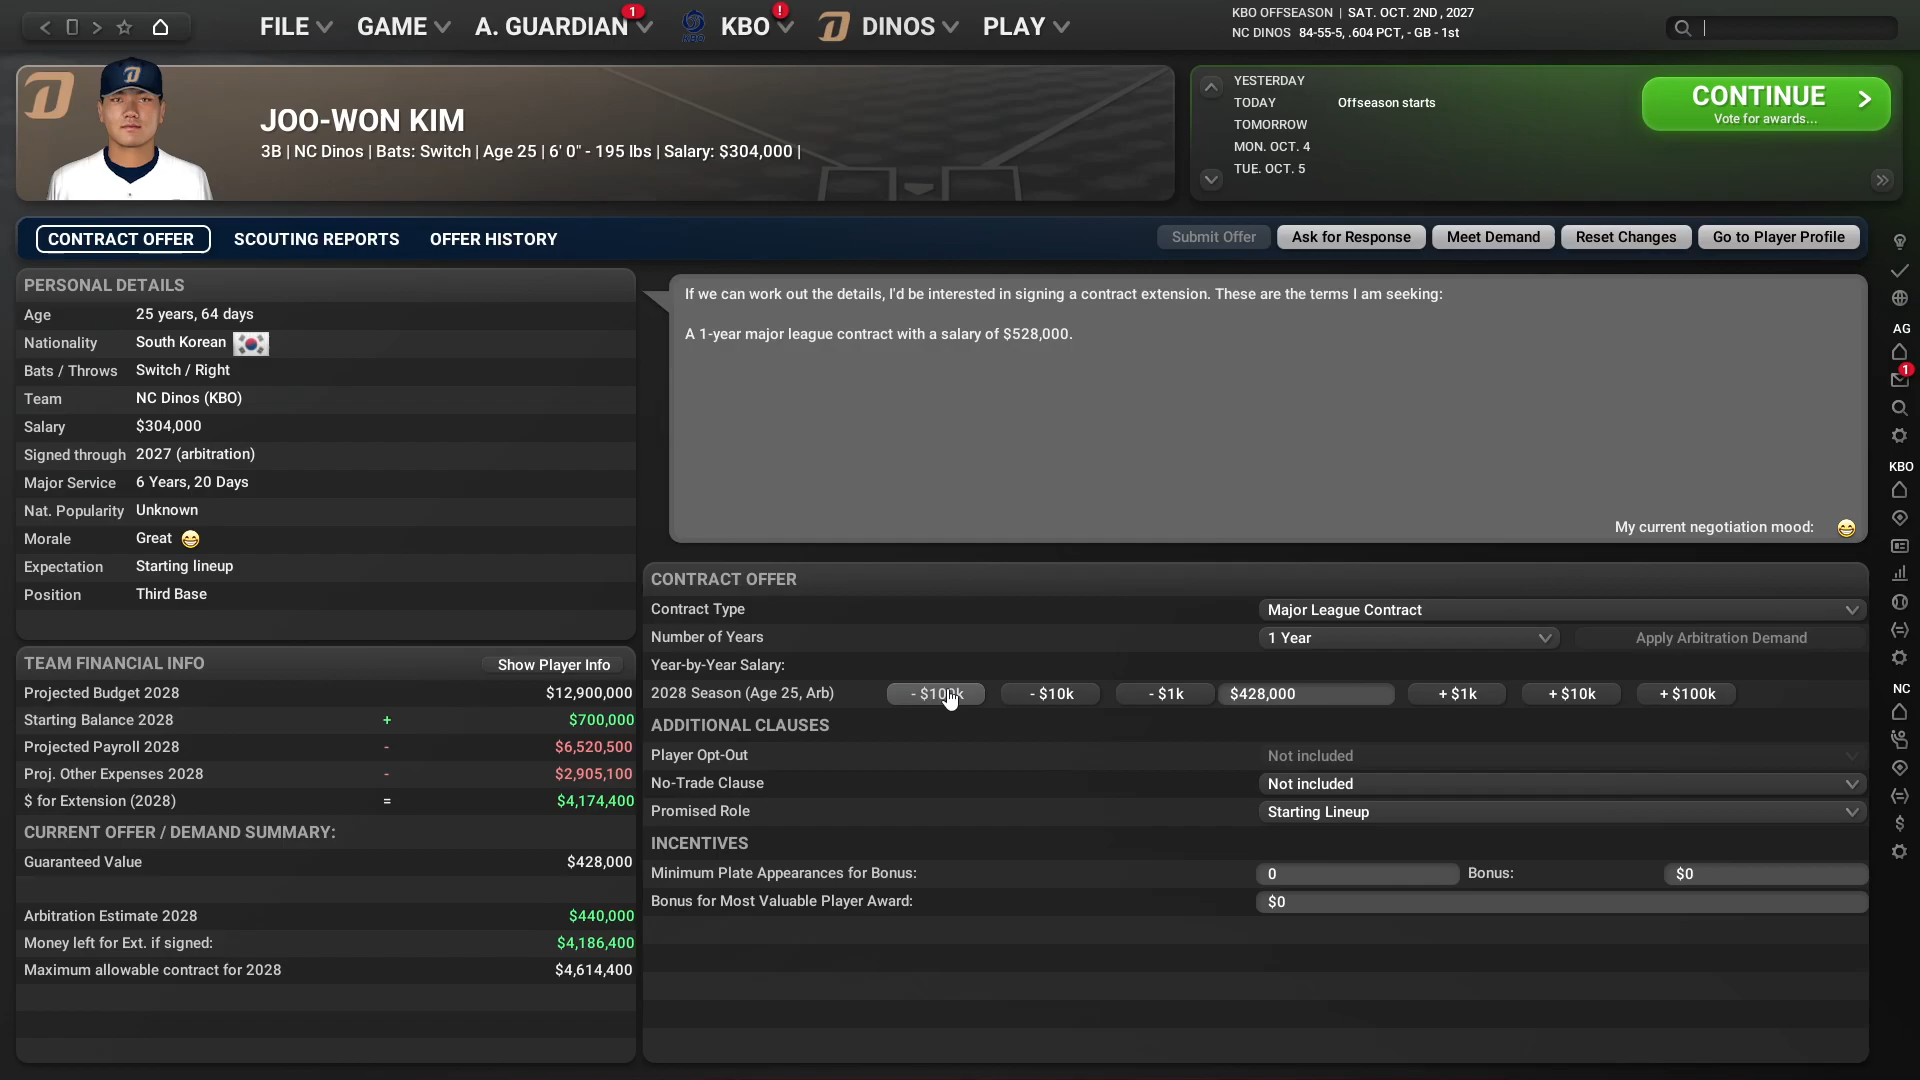 FILE GAME A. GUARDIAN 1 KBO ! DINOS PLAY
KBO OFFSEASON | SAT. OCT. 2ND, 2027
NC DINOS 84-55-5, .604 PCT, - GB - 1st
JOO-WON KIM
3B | NC Dinos | Bats: Switch | Age 25 | 6' 0" - 195 lbs | Salary: $304,000 |
YESTERDAY
TODAY Offseason starts
TOMORROW
MON. OCT. 4
TUE. OCT. 5
CONTINUE
Vote for awards...
CONTRACT OFFER SCOUTING REPORTS OFFER HISTORY
Submit Offer Ask for Response Meet Demand Reset Changes Go to Player Profile
PERSONAL DETAILS
Age 25 years, 64 days
Nationality South Korean
Bats / Throws Switch / Right
Team NC Dinos (KBO)
Salary $304,000
Signed through 2027 (arbitration)
Major Service 6 Years, 20 Days
Nat. Popularity Unknown
Morale Great
Expectation Starting lineup
Position Third Base
If we can work out the details, I'd be interested in signing a contract extension. These are the terms I am seeking:
A 1-year major league contract with a salary of $528,000.
My current negotiation mood:
TEAM FINANCIAL INFO Show Player Info
Projected Budget 2028 $12,900,000
Starting Balance 2028 + $700,000
Projected Payroll 2028 - $6,520,500
Proj. Other Expenses 2028 - $2,905,100
$ for Extension (2028) = $4,174,400
CURRENT OFFER / DEMAND SUMMARY:
Guaranteed Value $428,000
Arbitration Estimate 2028 $440,000
Money left for Ext. if signed: $4,186,400
Maximum allowable contract for 2028 $4,614,400
CONTRACT OFFER
Contract Type Major League Contract
Number of Years 1 Year Apply Arbitration Demand
Year-by-Year Salary:
2028 Season (Age 25, Arb) - $100k - $10k - $1k $428,000 + $1k + $10k + $100k
ADDITIONAL CLAUSES
Player Opt-Out Not included
No-Trade Clause Not included
Promised Role Starting Lineup
INCENTIVES
Minimum Plate Appearances for Bonus: 0 Bonus: $0
Bonus for Most Valuable Player Award: $0
AG
1
KBO
NC